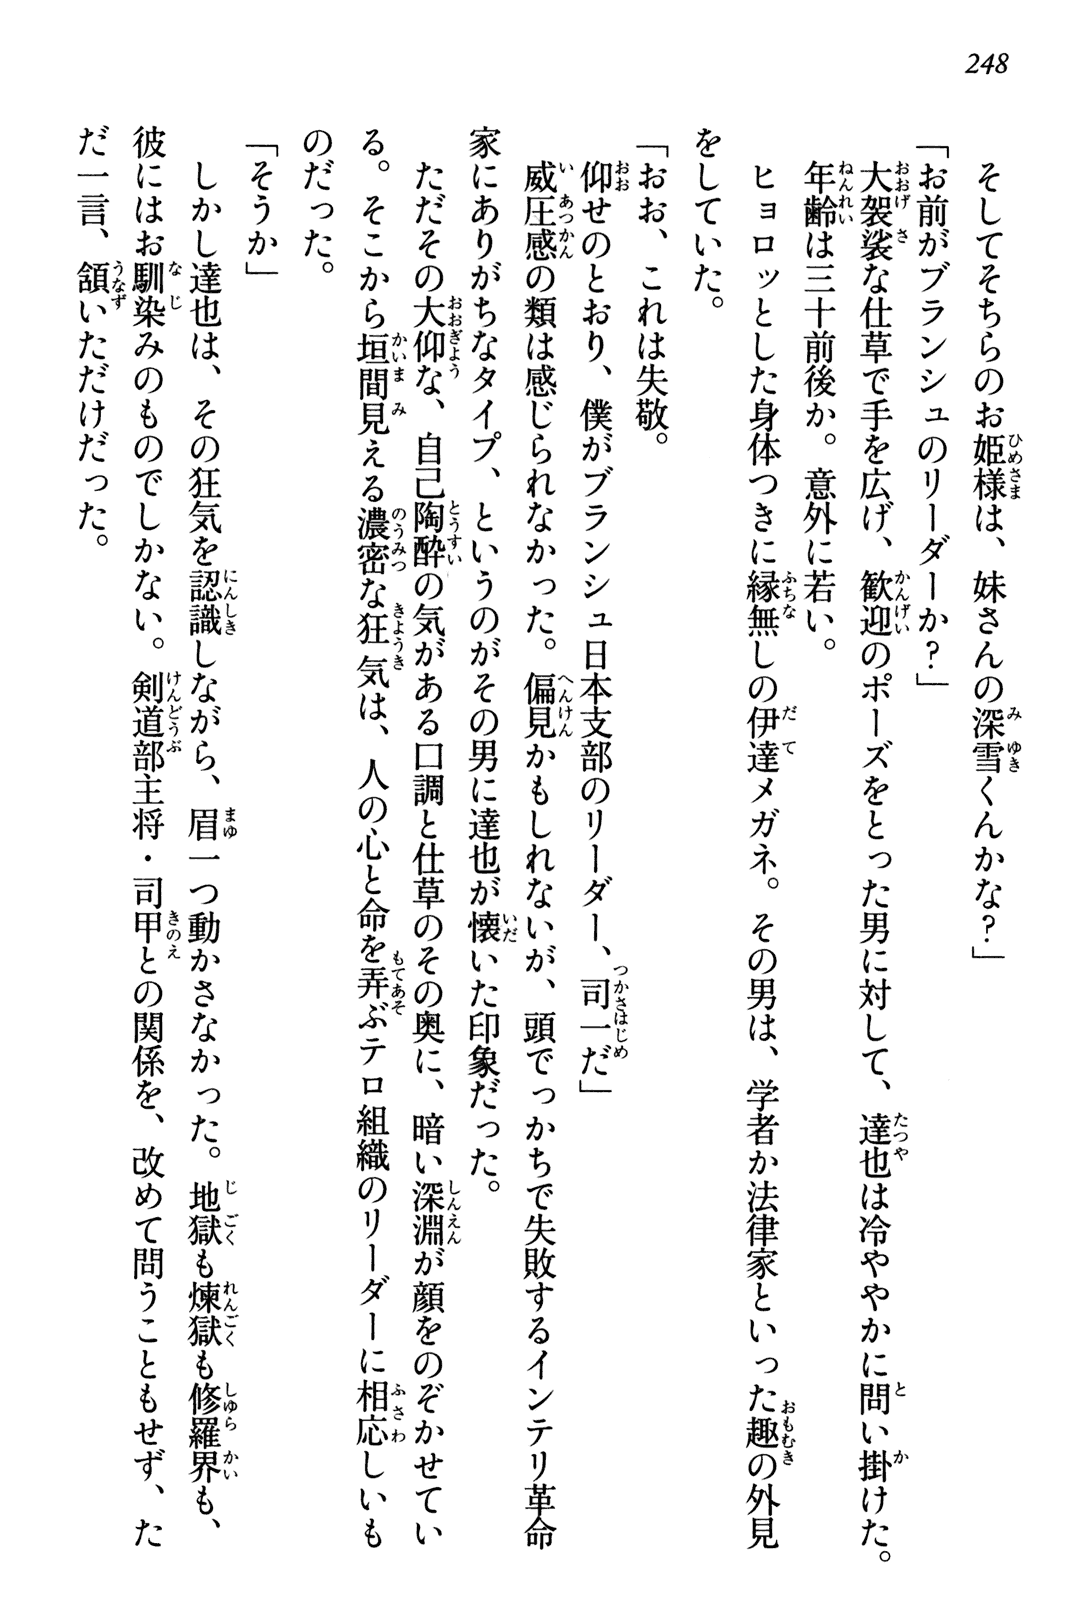 248
そしてそちらのお姫様は、妹さんの深雪くんかな?」
「お前がブランシュのリーダーか?」
大袈裟な仕草で手を広げ、歓迎のポーズをとった男に対して、達也は冷ややかに問い掛けた。
年齢は三十前後か。意外に若い。
ヒョロッとした身体つきに縁無しの伊達メガネ。その男は、学者か法律家といった趣の外見
をしていた。
「おお、これは失敬。
仰せのとおり、僕がブランシュ日本支部のリーダー、司一だ」
威圧感の類は感じられなかった。偏見かもしれないが、頭でっかちで失敗するインテリ革命
家にありがちなタイプ、というのがその男に達也が懐いた印象だった。
ただその大仰な、自己陶酔の気がある口調と仕草のその奥に、暗い深淵が顔をのぞかせてい
る。そこから垣間見える濃密な狂気は、人の心と命を弄ぶテロ組織のリーダーに相応しいも
のだった。
「そうか」
しかし達也は、その狂気を認識しながら、眉一つ動かさなかった。地獄も煉獄も修羅界も、
彼にはお馴染みのものでしかない。剣道部主将・司甲との関係を、改めて問うこともせず、た
だ一言、頷いただけだった。